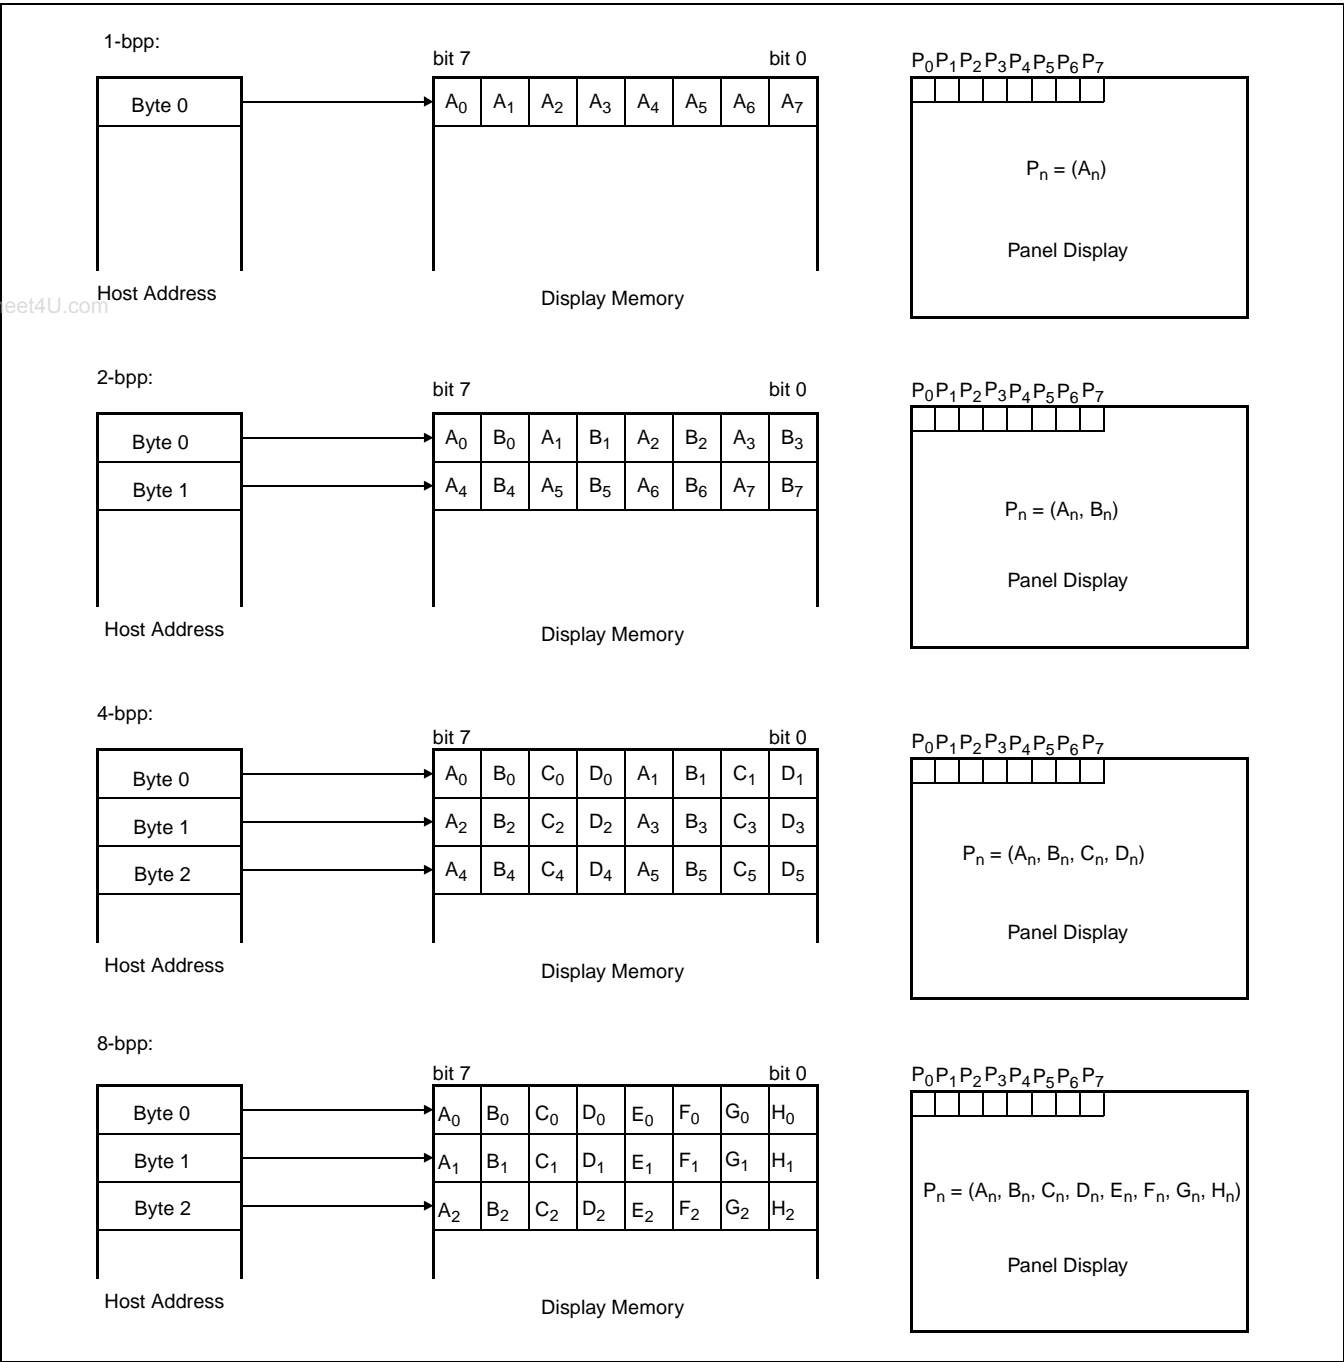 1-bpp:
bit 7 bit 0
P₀P₁P₂P₃P₄P₅P₆P₇
Byte 0 A₀ A₁ A₂ A₃ A₄ A₅ A₆ A₇
Pₙ = (Aₙ)
Panel Display
Host Address
Display Memory
eet4U.com
2-bpp:
bit 7 bit 0
P₀P₁P₂P₃P₄P₅P₆P₇
Byte 0 A₀ B₀ A₁ B₁ A₂ B₂ A₃ B₃
Byte 1 A₄ B₄ A₅ B₅ A₆ B₆ A₇ B₇
Pₙ = (Aₙ, Bₙ)
Panel Display
Host Address
Display Memory
4-bpp:
bit 7 bit 0
P₀P₁P₂P₃P₄P₅P₆P₇
Byte 0 A₀ B₀ C₀ D₀ A₁ B₁ C₁ D₁
Byte 1 A₂ B₂ C₂ D₂ A₃ B₃ C₃ D₃
Byte 2 A₄ B₄ C₄ D₄ A₅ B₅ C₅ D₅
Pₙ = (Aₙ, Bₙ, Cₙ, Dₙ)
Panel Display
Host Address
Display Memory
8-bpp:
bit 7 bit 0
P₀P₁P₂P₃P₄P₅P₆P₇
Byte 0 A₀ B₀ C₀ D₀ E₀ F₀ G₀ H₀
Byte 1 A₁ B₁ C₁ D₁ E₁ F₁ G₁ H₁
Byte 2 A₂ B₂ C₂ D₂ E₂ F₂ G₂ H₂
Pₙ = (Aₙ, Bₙ, Cₙ, Dₙ, Eₙ, Fₙ, Gₙ, Hₙ)
Panel Display
Host Address
Display Memory